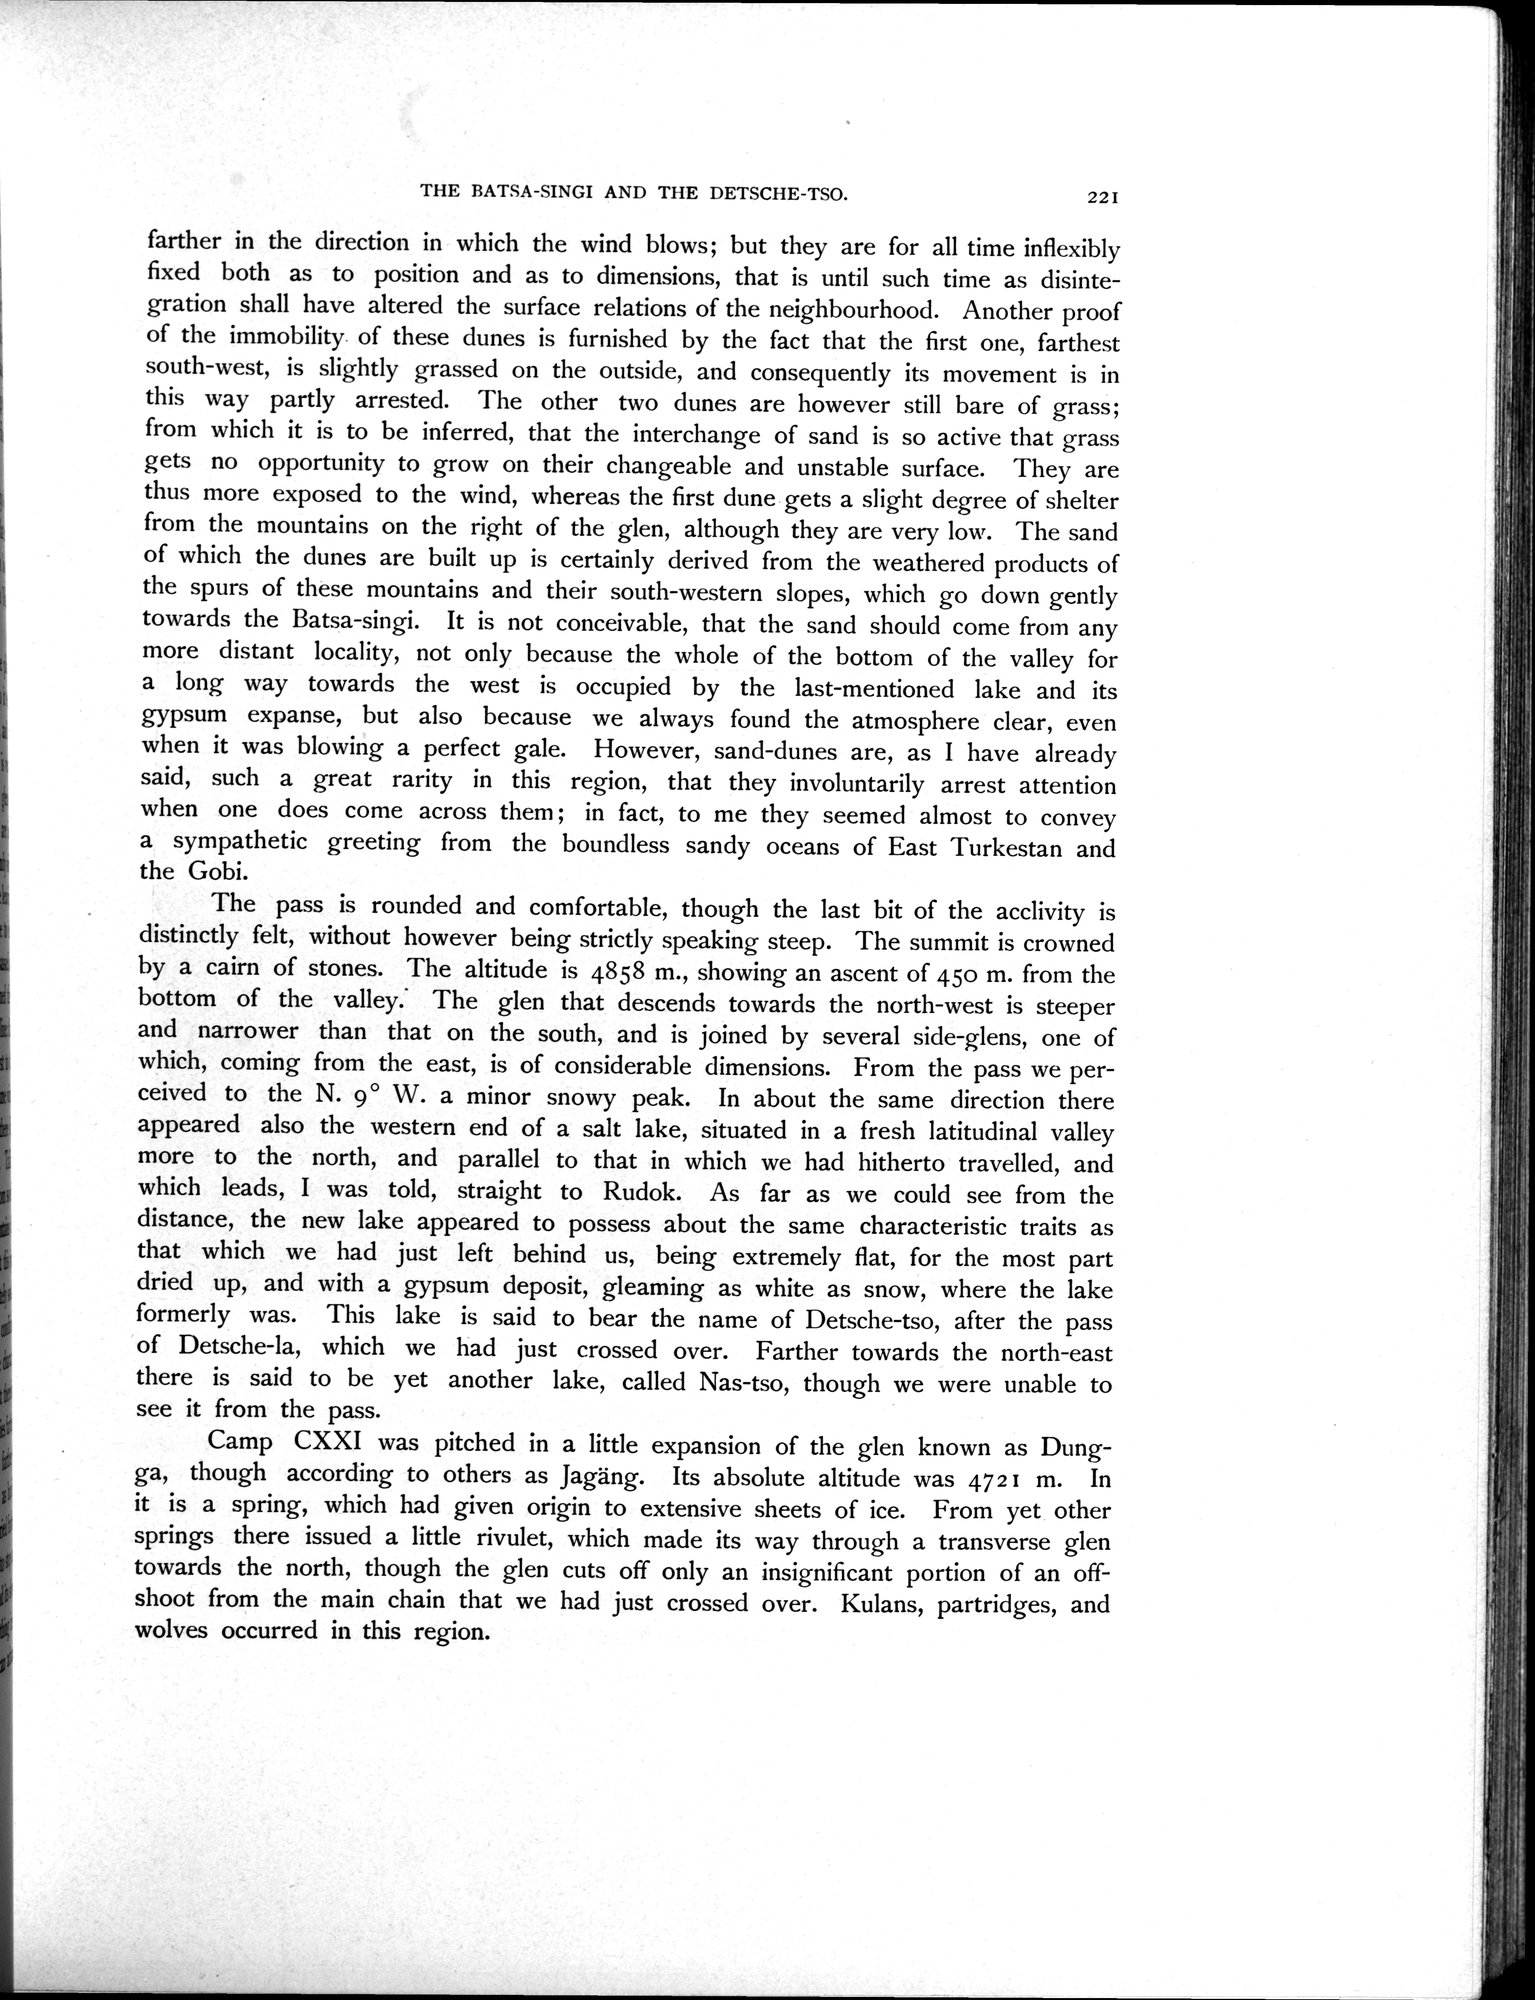 THE BATSA-SINGI AND THE DETSCHE-TSO. 221
farther in the direction in which the wind blows; but they are for all time inflexibly
fixed both as to position and as to dimensions, that is until such time as disinte-
gration shall have altered the surface relations of the neighbourhood. Another proof
of the immobility of these dunes is furnished by the fact that the first one, farthest
south-west, is slightly grassed on the outside, and consequently its movement is in
this way partly arrested. The other two dunes are however still bare of grass;
from which it is to be inferred, that the interchange of sand is so active that grass
gets no opportunity to grow on their changeable and unstable surface. They are
thus more exposed to the wind, whereas the first dune gets a slight degree of shelter
from the mountains on the right of the glen, although they are very low. The sand
of which the dunes are built up is certainly derived from the weathered products of
the spurs of these mountains and their south-western slopes, which go down gently
towards the Batsa-singi. It is not conceivable, that the sand should come from any
more distant locality, not only because the whole of the bottom of the valley for
a long way towards the west is occupied by the last-mentioned lake and its
gypsum expanse, but also because we always found the atmosphere clear, even
when it was blowing a perfect gale. However, sand-dunes are, as I have already
said, such a great rarity in this region, that they involuntarily arrest attention
when one does come across them; in fact, to me they seemed almost to convey
a sympathetic greeting from the boundless sandy oceans of East Turkestan and
the Gobi.
The pass is rounded and comfortable, though the last bit of the acclivity is
distinctly felt, without however being strictly speaking steep. The summit is crowned
by a cairn of stones. The altitude is 4858 m., showing an ascent of 450 m. from the
bottom of the valley. The glen that descends towards the north-west is steeper
and narrower than that on the south, and is joined by several side-glens, one of
which, coming from the east, is of considerable dimensions. From the pass we per-
ceived to the N. 9° W. a minor snowy peak. In about the same direction there
appeared also the western end of a salt lake, situated in a fresh latitudinal valley
more to the north, and parallel to that in which we had hitherto travelled, and
which leads, I was told, straight to Rudok. As far as we could see from the
distance, the new lake appeared to possess about the same characteristic traits as
that which we had just left behind us, being extremely flat, for the most part
dried up, and with a gypsum deposit, gleaming as white as snow, where the lake
formerly was. This lake is said to bear the name of Detsche-tso, after the pass
of Detsche-la, which we had just crossed over. Farther towards the north-east
there is said to be yet another lake, called Nas-tso, though we were unable to
see it from the pass.
Camp CXXI was pitched in a little expansion of the glen known as Dung-
ga, though according to others as Jagäng. Its absolute altitude was 4721 m. In
it is a spring, which had given origin to extensive sheets of ice. From yet other
springs there issued a little rivulet, which made its way through a transverse glen
towards the north, though the glen cuts off only an insignificant portion of an off-
shoot from the main chain that we had just crossed over. Kulans, partridges, and
wolves occurred in this region.